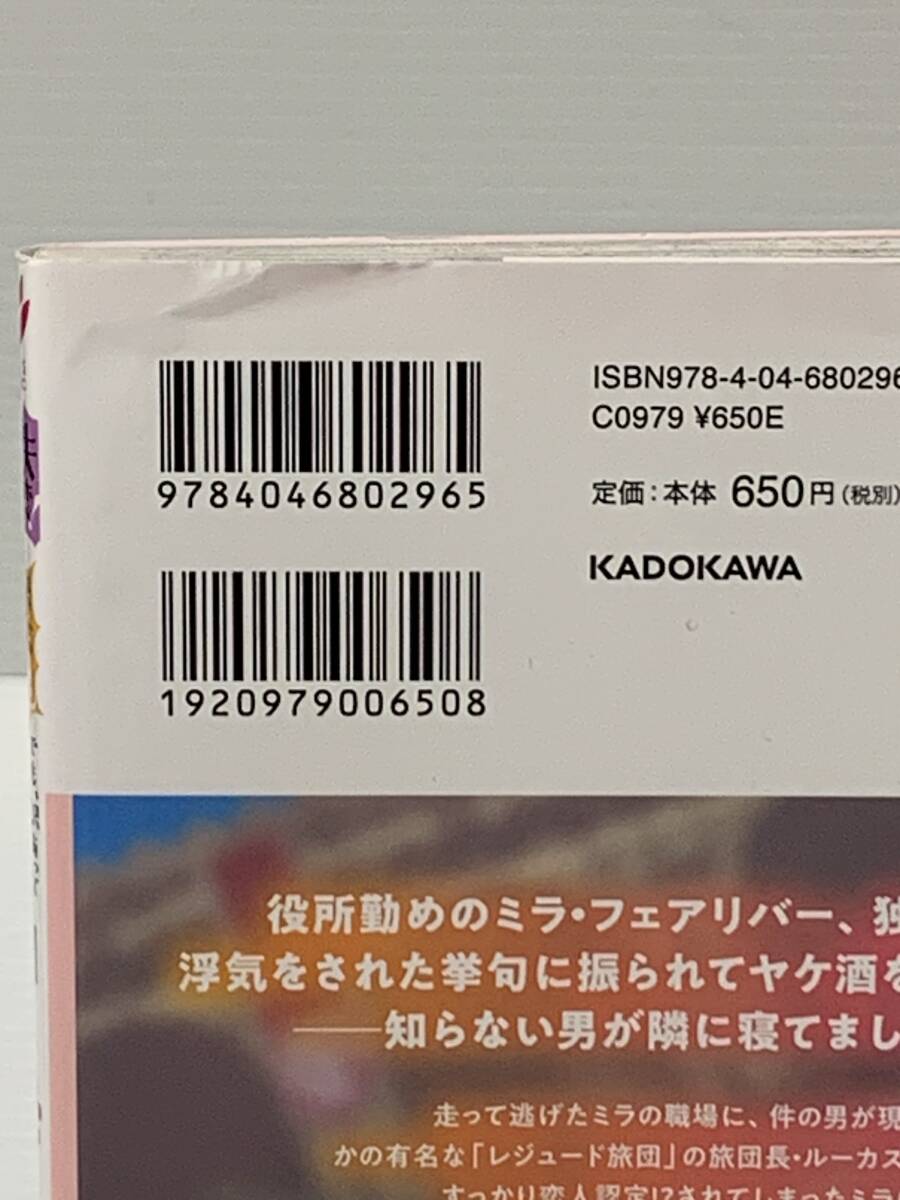 9784046802965
ISBN978-4-04-680296
C0979 ¥650E
定価：本体 650円（税別）
KADOKAWA
1920979006508
役所勤めのミラ・フェアリバー、独
浮気をされた挙句に振られてヤケ酒を
――知らない男が隣に寝てまし
走って逃げたミラの職場に、件の男が現
かの有名な「レジュード旅団」の旅団長・ルーカス
すっかり恋人認定!?されてしまったミラ